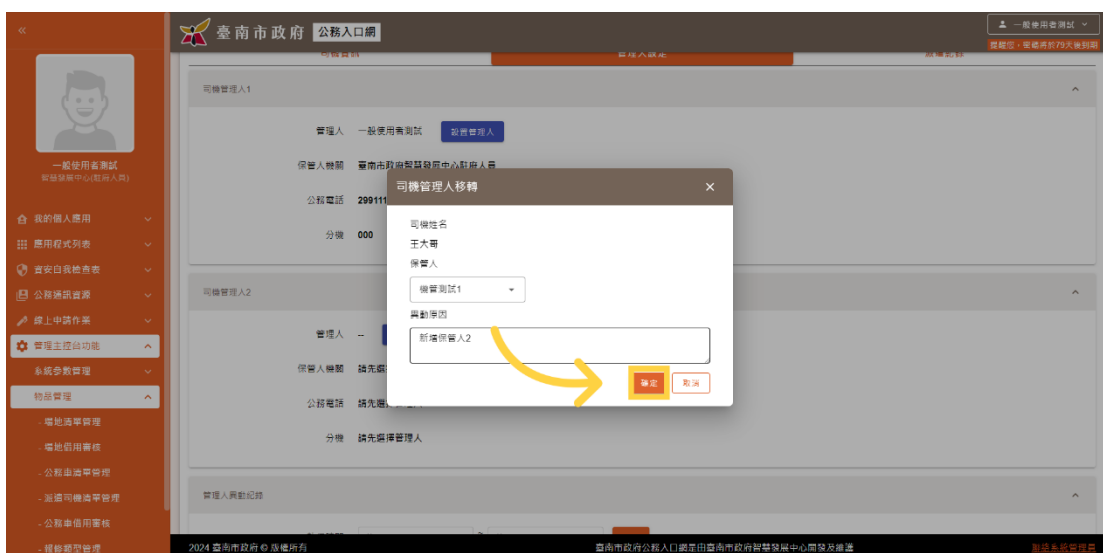 臺南市政府 公務入口網
一般使用者測試
提醒您，密碼將於79天後到期
一般使用者測試
智慧發展中心(駐府人員)
我的個人應用
應用程式列表
資安自我檢查表
公務通訊資源
線上申請作業
管理主控台功能
系統參數管理
物品管理
- 場地清單管理
- 場地借用審核
- 公務車清單管理
- 派遣司機清單管理
- 公務車借用審核
- 報修類型管理
司機管理人1
管理人 一般使用者測試 設置管理人
保管人機關 臺南市政府智慧發展中心駐府人員
公務電話 299111
分機 000
司機管理人2
管理人 --
保管人機關 請先選
公務電話 請先選
分機 請先選擇管理人
管理人異動紀錄
司機管理人移轉
司機姓名
王大哥
保管人
機管測試1
異動原因
新增保管人2
確定 取消
2024 臺南市政府 © 版權所有
臺南市政府公務入口網是由臺南市政府智慧發展中心開發及維護
聯絡系統管理員